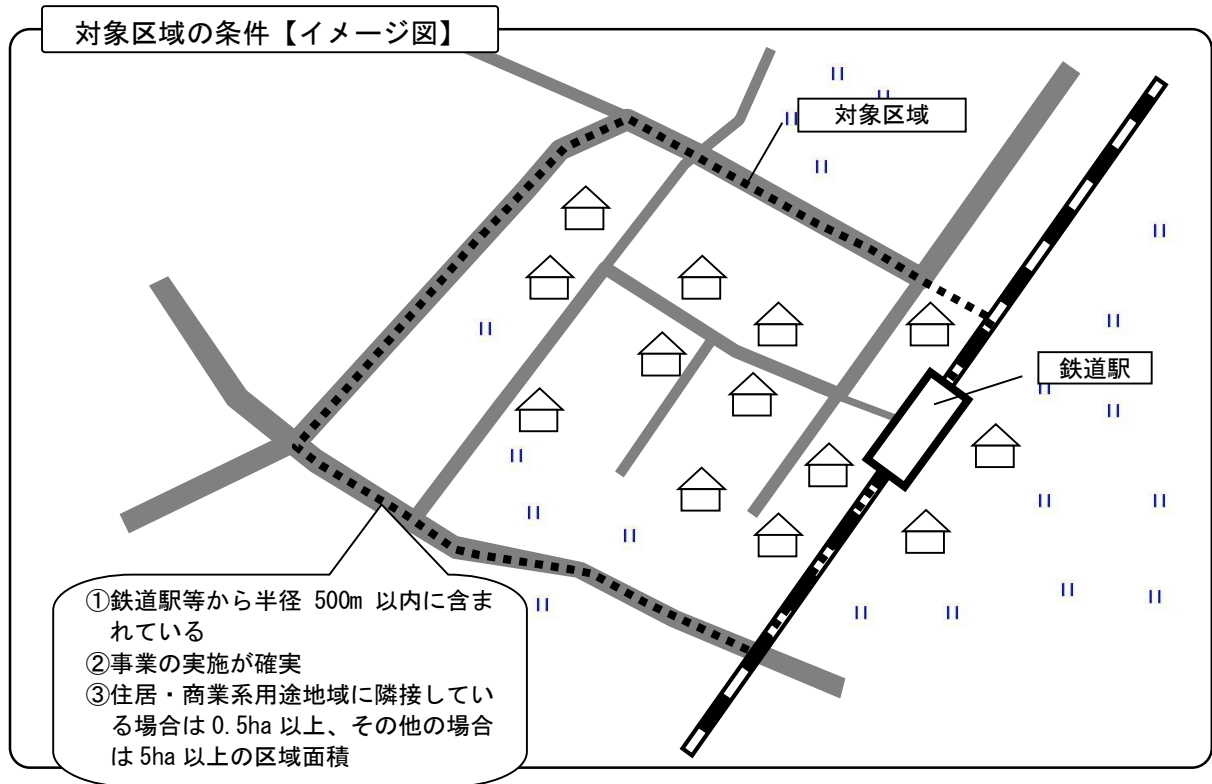 対象区域の条件【イメージ図】
対象区域
鉄道駅
①鉄道駅等から半径 500m 以内に含ま
れている
②事業の実施が確実
③住居・商業系用途地域に隣接してい
る場合は 0.5ha 以上、その他の場合
は 5ha 以上の区域面積